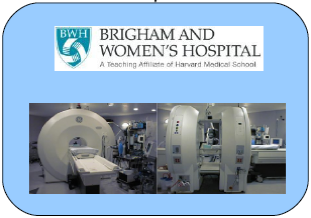 BWH
BRIGHAM AND
WOMEN'S HOSPITAL
A Teaching Affiliate of Harvard Medical School